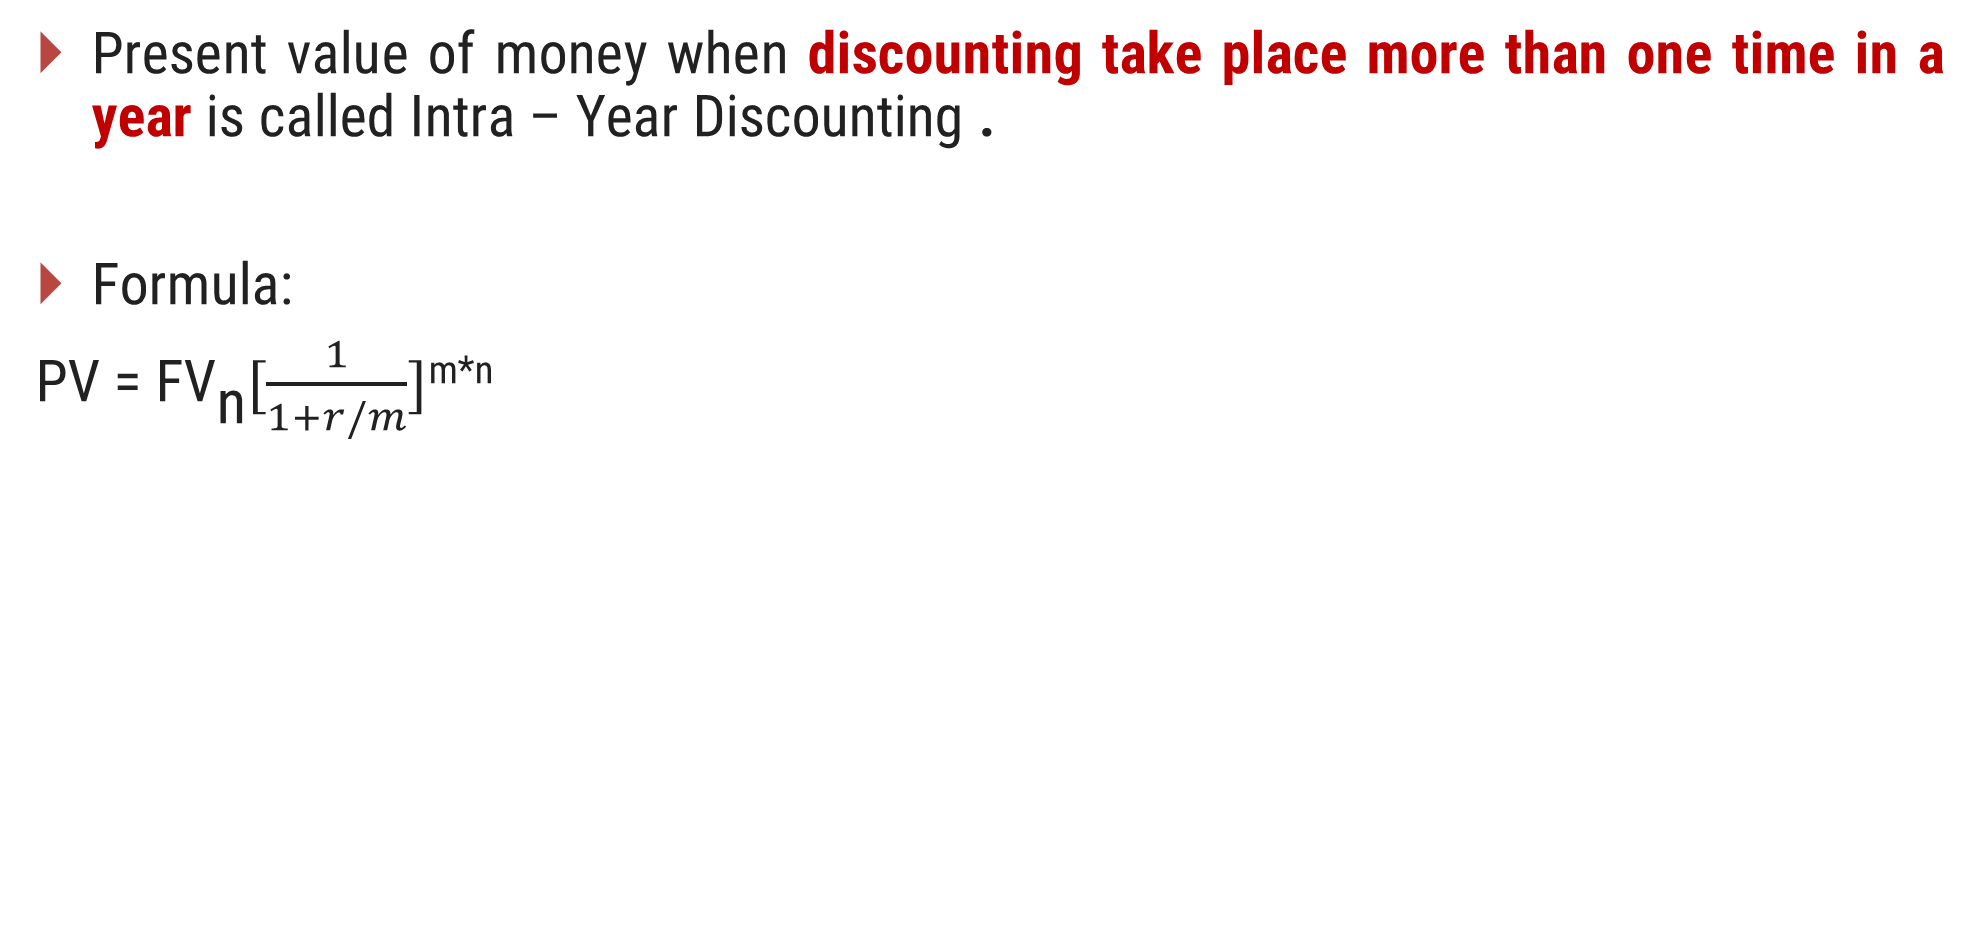 Present value of money when discounting take place more than one time in a
year is called Intra – Year Discounting .
Formula:
PV = FVn[1/(1+r/m)]^m*n